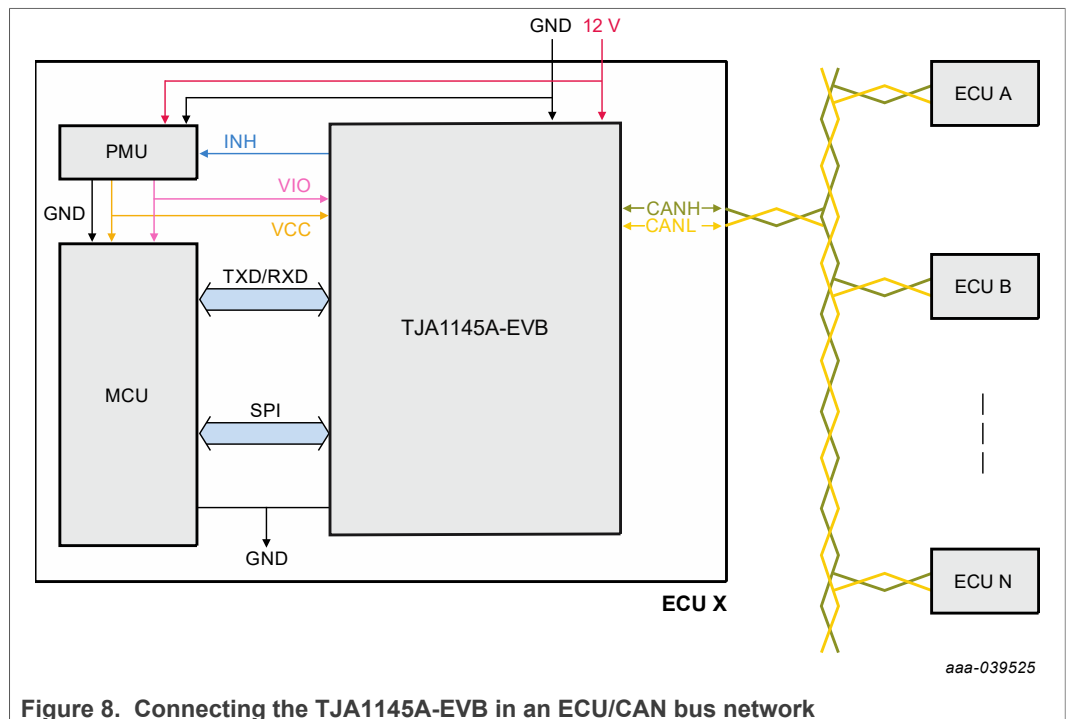 GND 12 V
ECU A
PMU
INH
VIO
GND
VCC
CANH
CANL
TXD/RXD
ECU B
TJA1145A-EVB
MCU
SPI
GND
ECU N
ECU X
aaa-039525
Figure 8. Connecting the TJA1145A-EVB in an ECU/CAN bus network